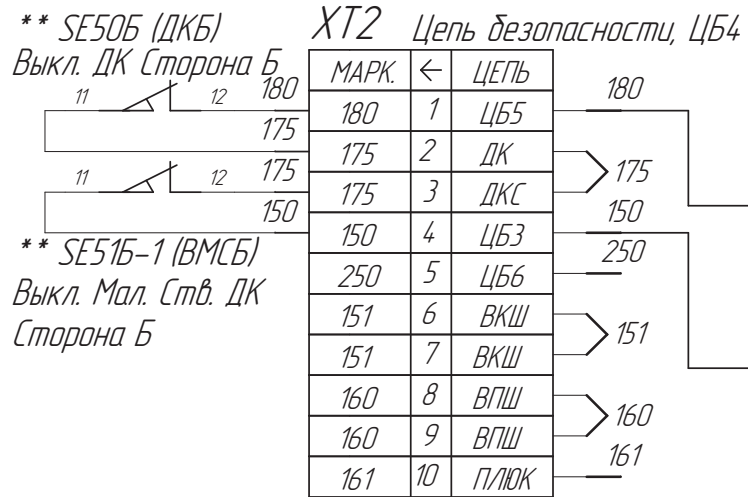 ** SE50Б (ДКБ)
Выкл. ДК Сторона Б
XT2 Цепь безопасности, ЦБ4
МАРК. ← ЦЕПЬ
11 12 180
180 1 ЦБ5 180
175
175 2 ДК
175
11 12 175
175 3 ДКС
150
150 4 ЦБ3 150
** SE51Б-1 (ВМСБ)
Выкл. Мал. Ств. ДК
Сторона Б
250 5 ЦБ6 250
151 6 ВКШ
151
151 7 ВКШ
160 8 ВПШ
160
160 9 ВПШ
161 10 ПЛЮК 161